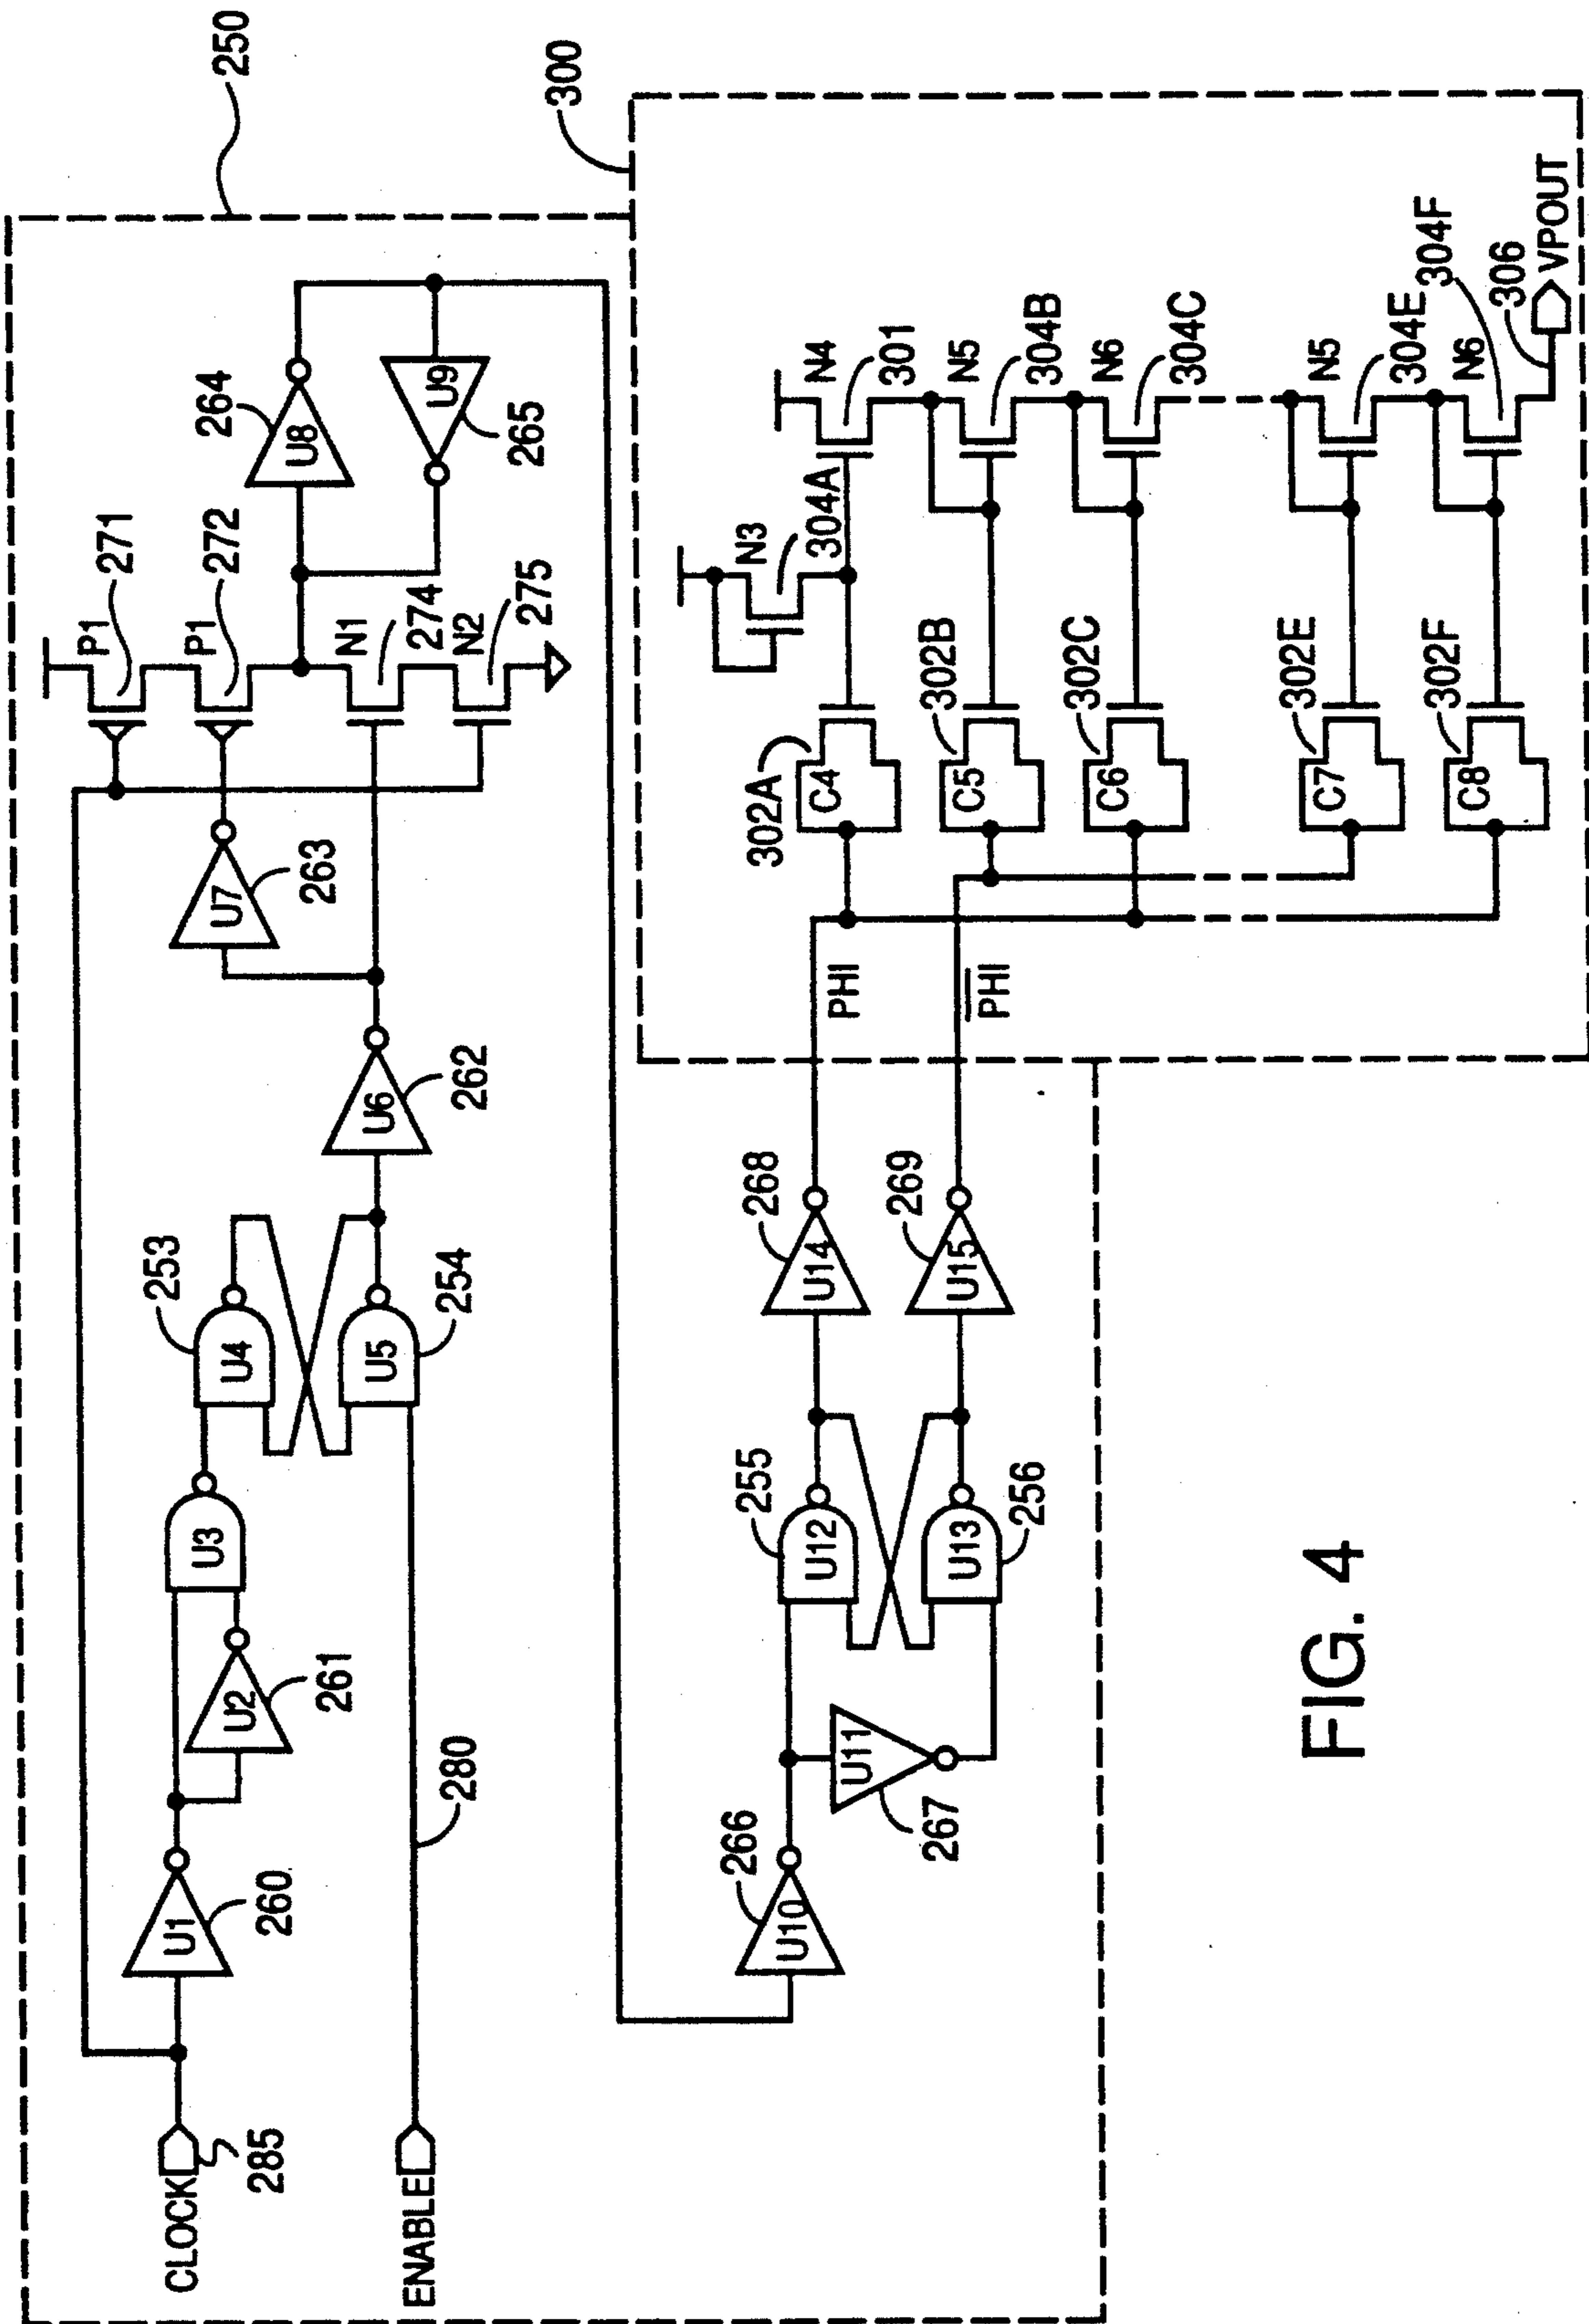 250
P1
271
P1
272
264
U8
U9
265
N1
274
N2
275
U7
263
U6
262
253
U4
U5
254
U3
U2
261
U1
260
280
CLOCK
285
ENABLE
300
N3
304A
N4
301
N5
304B
N6
304C
N5
304E
N6
304F
306
VPOUT
302A
C4
302B
C5
302C
C6
302E
C7
302F
C8
PHI
PHI
268
U14
269
U15
255
U12
U13
256
266
U10
U11
267
FIG. 4